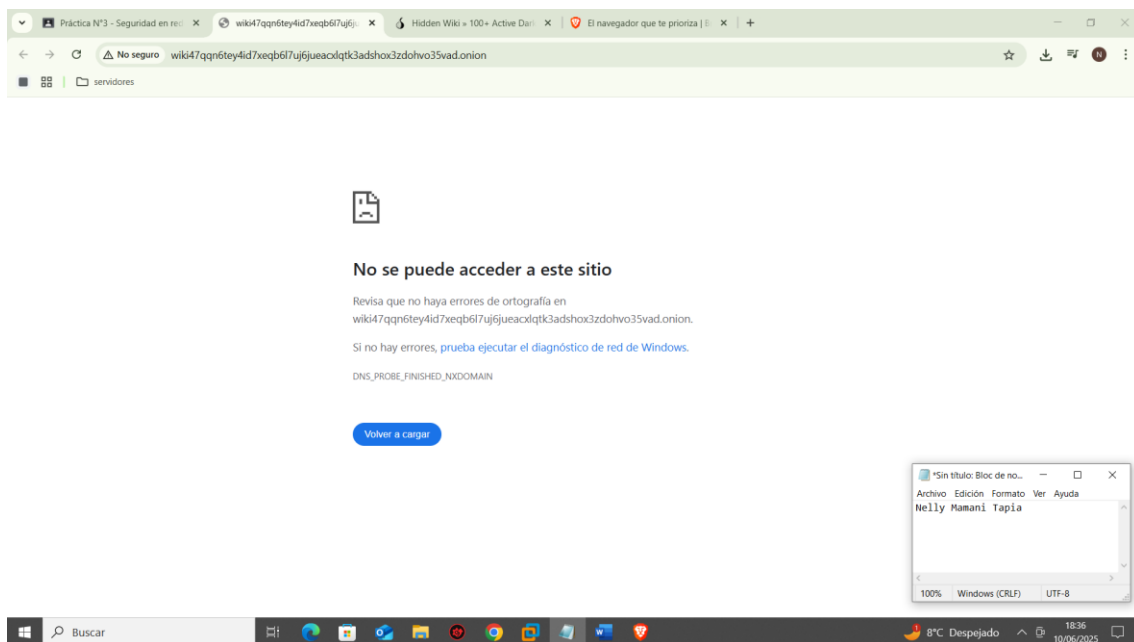 Práctica N°3 - Seguridad en red
wiki47qqn6tey4id7xeqb6l7uj6ju
Hidden Wiki » 100+ Active Dark
El navegador que te prioriza | B
No seguro
wiki47qqn6tey4id7xeqb6l7uj6jueacxlqtk3adshox3zdohvo35vad.onion
N
servidores
No se puede acceder a este sitio
Revisa que no haya errores de ortografía en
wiki47qqn6tey4id7xeqb6l7uj6jueacxlqtk3adshox3zdohvo35vad.onion.
Si no hay errores, prueba ejecutar el diagnóstico de red de Windows.
DNS_PROBE_FINISHED_NXDOMAIN
Volver a cargar
*Sin título: Bloc de no...
Archivo Edición Formato Ver Ayuda
Nelly Mamani Tapia
100% Windows (CRLF) UTF-8
Buscar
8°C Despejado
18:36
10/06/2025